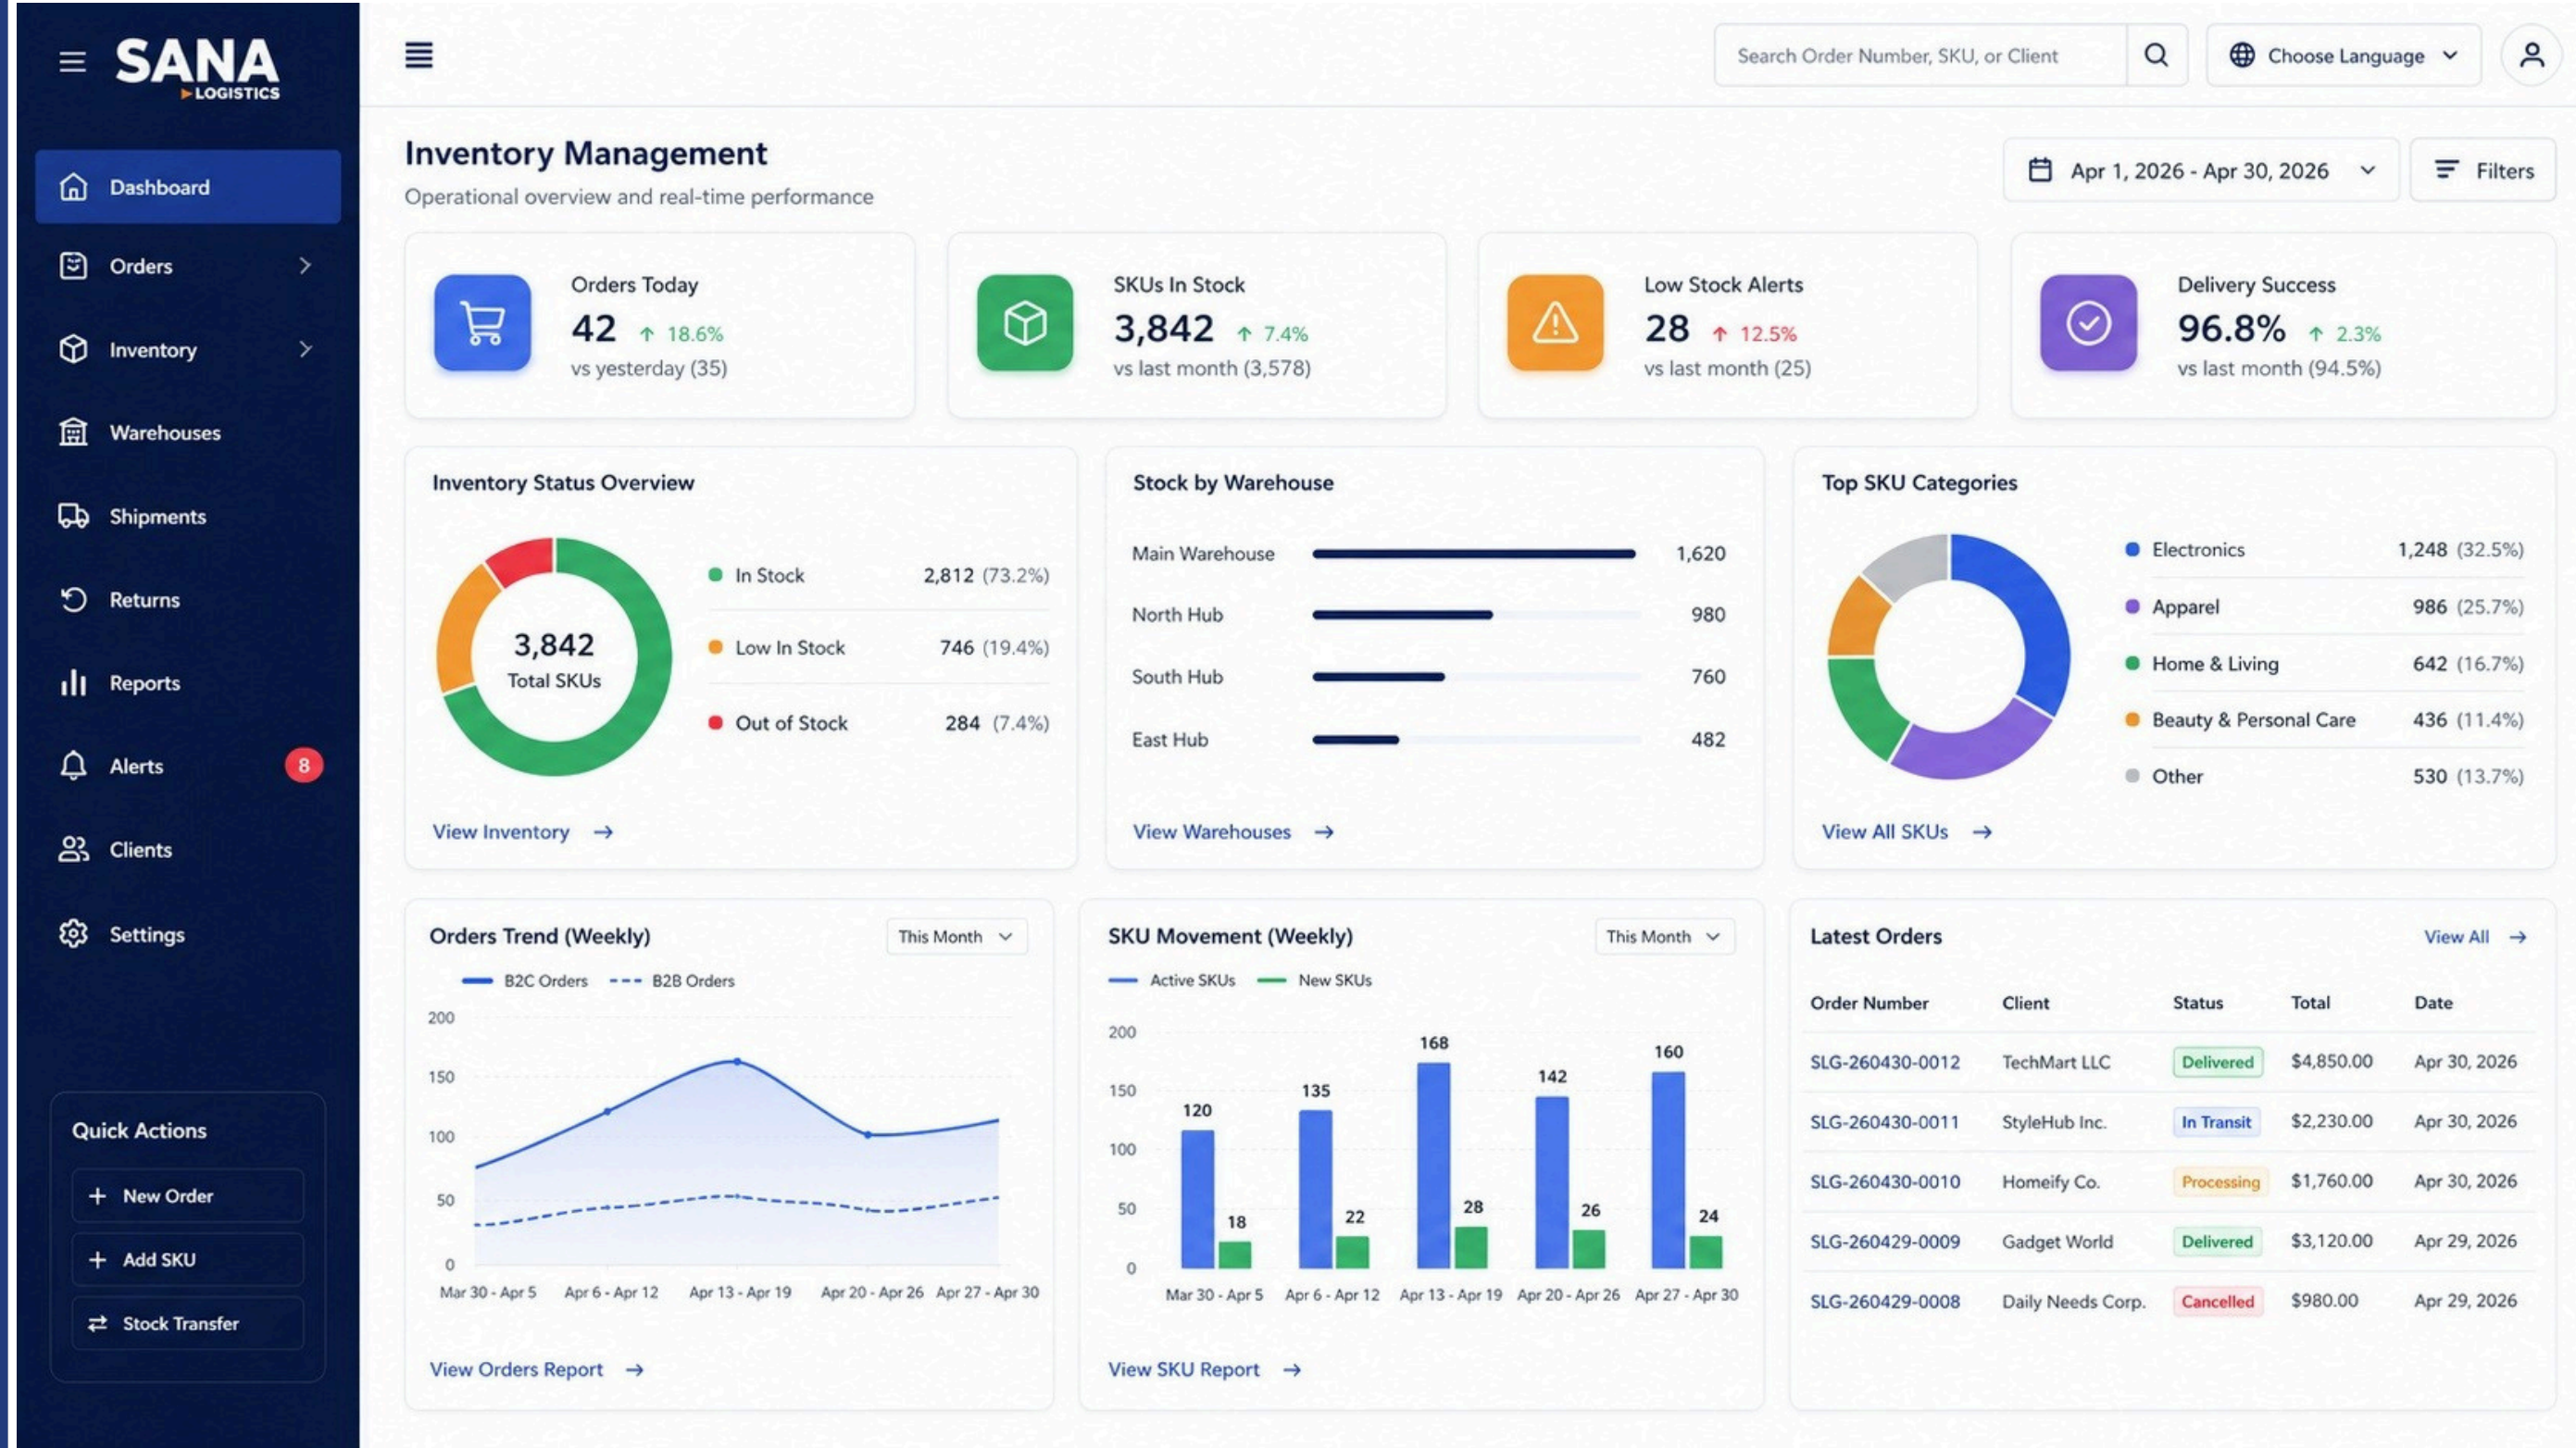 SANA
LOGISTICS
Dashboard
Orders
Inventory
Warehouses
Shipments
Returns
Reports
Alerts 8
Clients
Settings
Quick Actions
New Order
Add SKU
Stock Transfer
Search Order Number, SKU, or Client
Choose Language
Inventory Management
Operational overview and real-time performance
Apr 1, 2026 - Apr 30, 2026
Filters
Orders Today
42 ↑ 18.6%
vs yesterday (35)
SKUs In Stock
3,842 ↑ 7.4%
vs last month (3,578)
Low Stock Alerts
28 ↑ 12.5%
vs last month (25)
Delivery Success
96.8% ↑ 2.3%
vs last month (94.5%)
Inventory Status Overview
3,842
Total SKUs
In Stock 2,812 (73.2%)
Low In Stock 746 (19.4%)
Out of Stock 284 (7.4%)
View Inventory →
Stock by Warehouse
Main Warehouse 1,620
North Hub 980
South Hub 760
East Hub 482
View Warehouses →
Top SKU Categories
Electronics 1,248 (32.5%)
Apparel 986 (25.7%)
Home & Living 642 (16.7%)
Beauty & Personal Care 436 (11.4%)
Other 530 (13.7%)
View All SKUs →
Orders Trend (Weekly)
This Month
B2C Orders B2B Orders
200
150
100
50
0
Mar 30 - Apr 5 Apr 6 - Apr 12 Apr 13 - Apr 19 Apr 20 - Apr 26 Apr 27 - Apr 30
View Orders Report →
SKU Movement (Weekly)
This Month
Active SKUs New SKUs
200
150
100
50
0
120 18
135 22
168 28
142 26
160 24
Mar 30 - Apr 5 Apr 6 - Apr 12 Apr 13 - Apr 19 Apr 20 - Apr 26 Apr 27 - Apr 30
View SKU Report →
Latest Orders
View All →
Order Number Client Status Total Date
SLG-260430-0012 TechMart LLC Delivered $4,850.00 Apr 30, 2026
SLG-260430-0011 StyleHub Inc. In Transit $2,230.00 Apr 30, 2026
SLG-260430-0010 Homeify Co. Processing $1,760.00 Apr 30, 2026
SLG-260429-0009 Gadget World Delivered $3,120.00 Apr 29, 2026
SLG-260429-0008 Daily Needs Corp. Cancelled $980.00 Apr 29, 2026